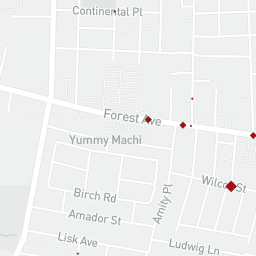 Continental Pl
Forest Ave
Yummy Machi
Wilcox St
Birch Rd
Amity Pl
Amador St
Lisk Ave
Ludwig Ln